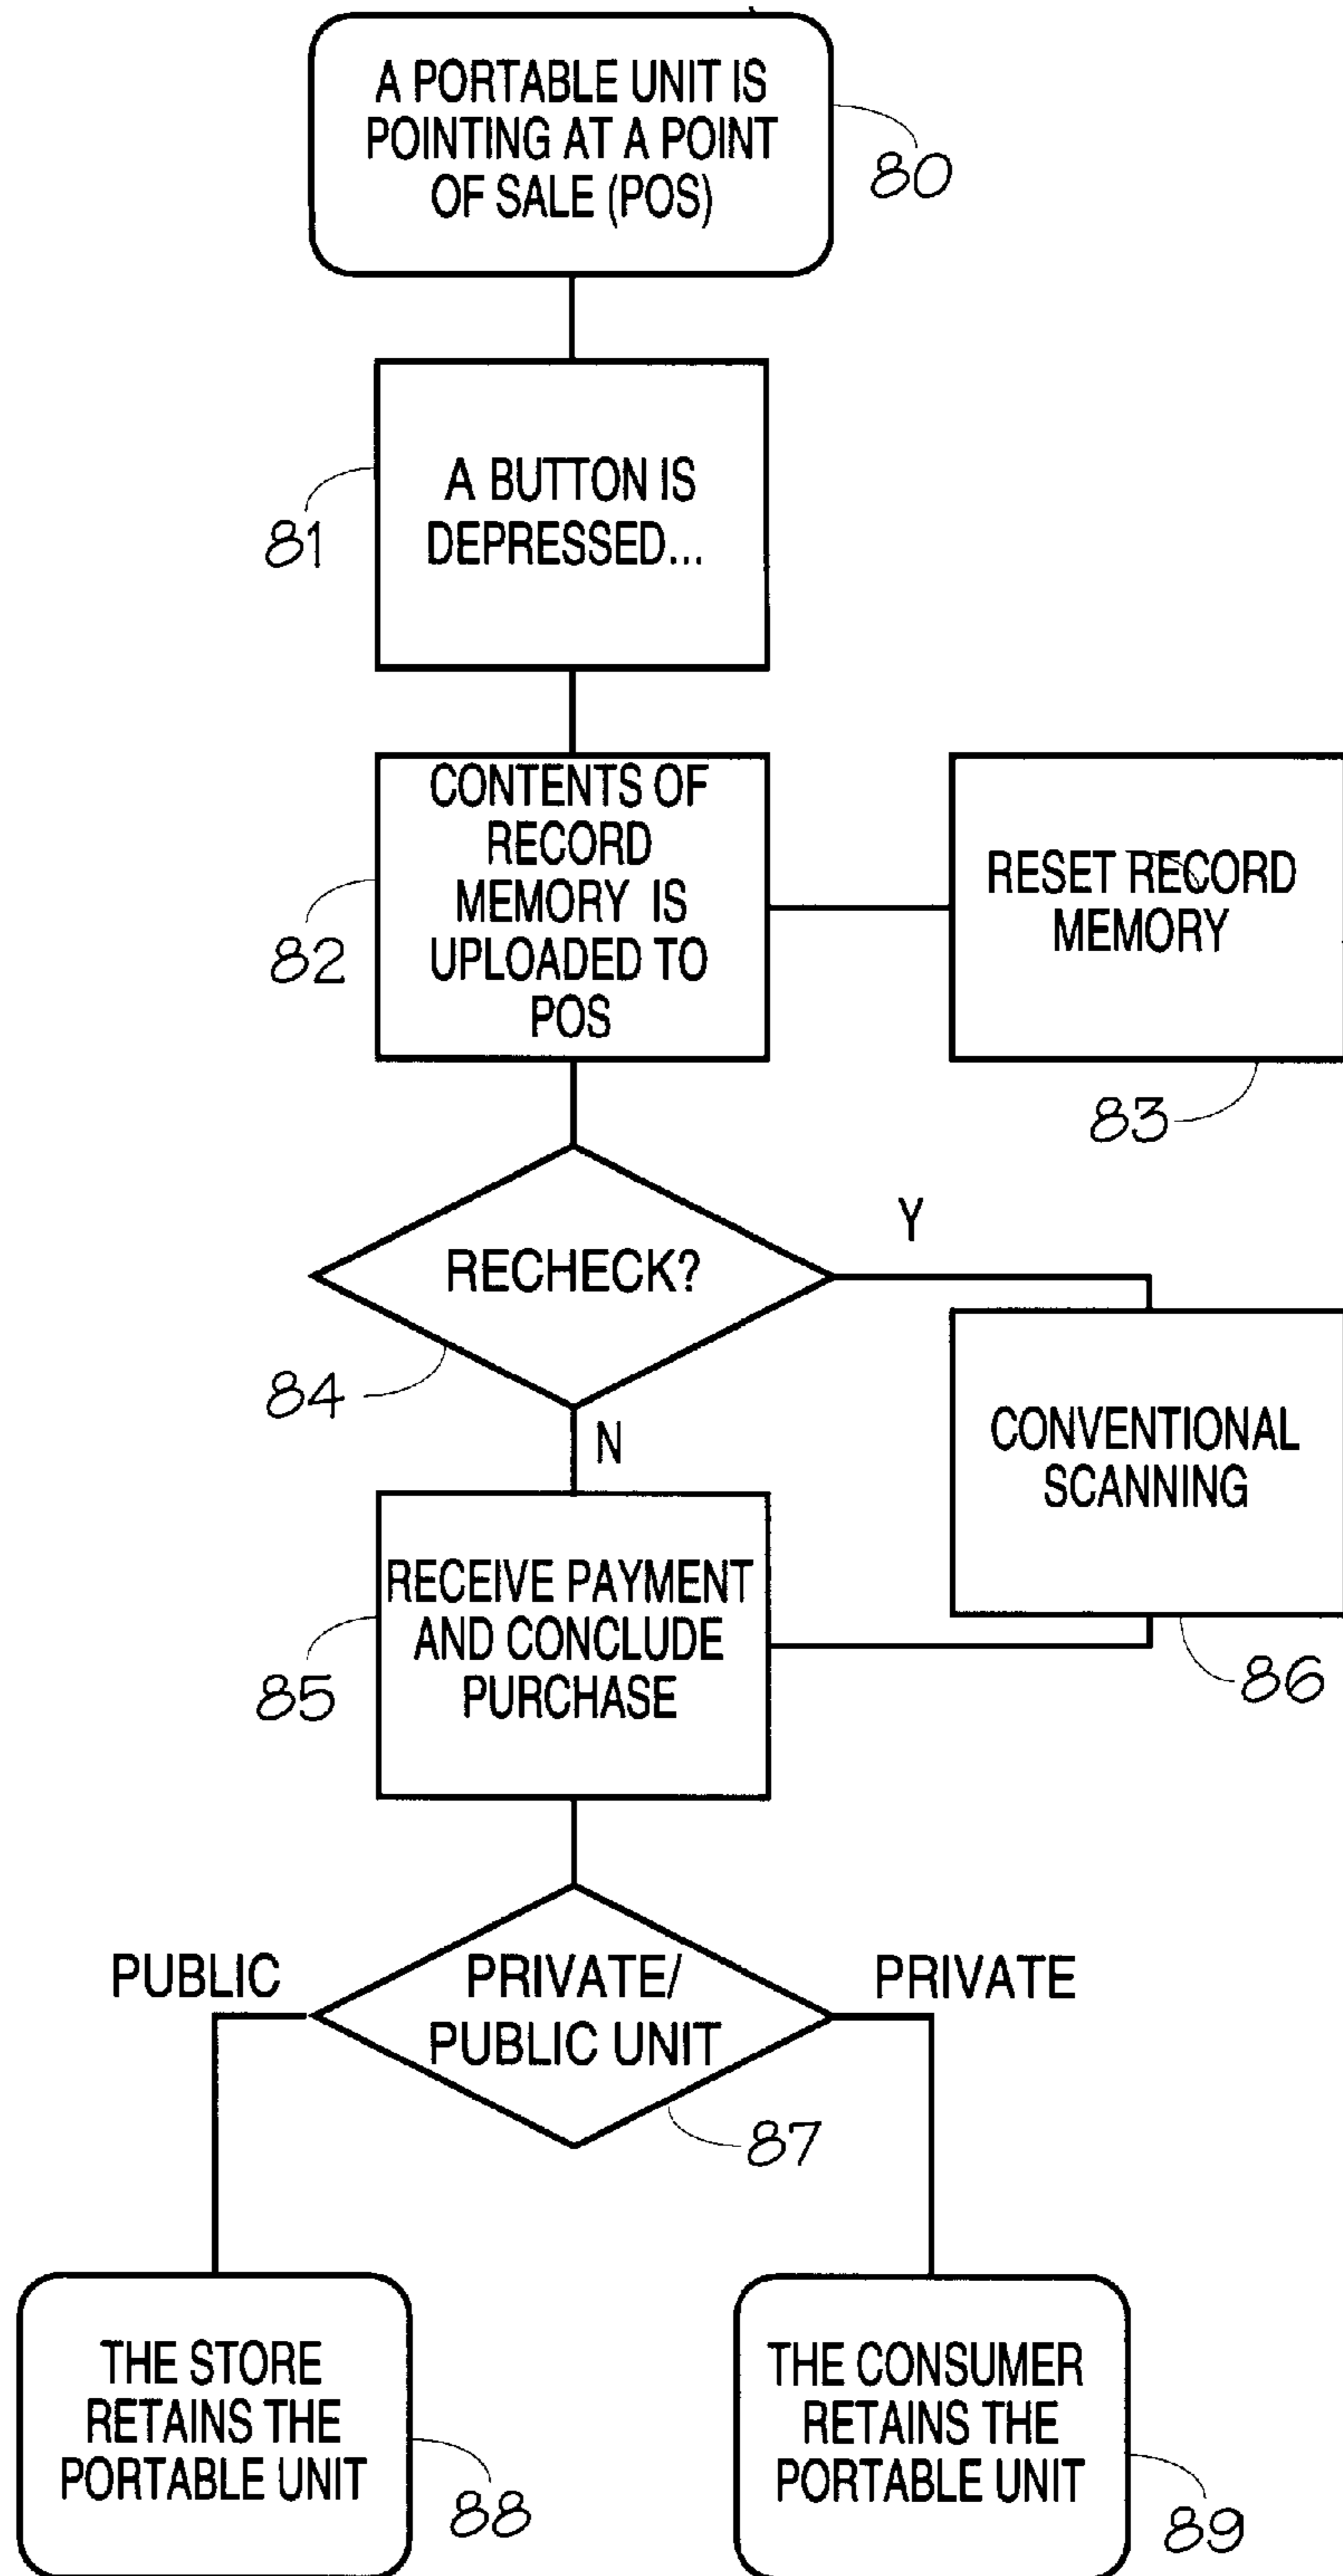 A PORTABLE UNIT IS
POINTING AT A POINT
OF SALE (POS)
80
A BUTTON IS
DEPRESSED...
81
CONTENTS OF
RECORD
MEMORY IS
UPLOADED TO
POS
82
RESET RECORD
MEMORY
83
RECHECK?
Y
84
N
CONVENTIONAL
SCANNING
86
RECEIVE PAYMENT
AND CONCLUDE
PURCHASE
85
PUBLIC
PRIVATE/
PUBLIC UNIT
PRIVATE
87
THE STORE
RETAINS THE
PORTABLE UNIT
88
THE CONSUMER
RETAINS THE
PORTABLE UNIT
89